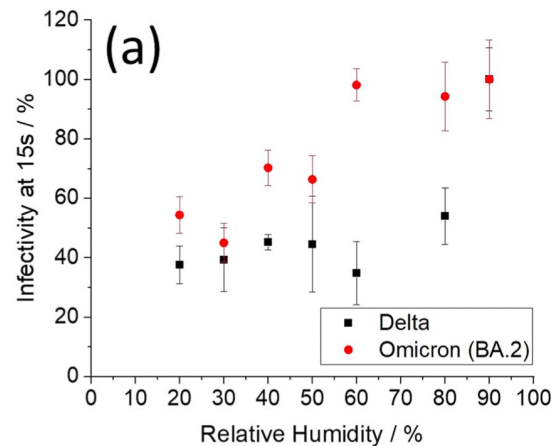 (a)
120
100
80
60
40
20
0
Infectivity at 15s / %
Delta
Omicron (BA.2)
0 10 20 30 40 50 60 70 80 90 100
Relative Humidity / %